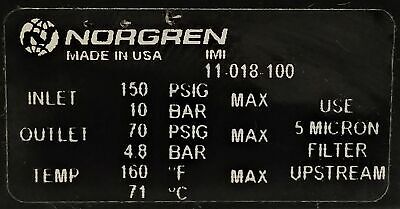 NORGREN
MADE IN USA IMI
11-018-100
INLET 150 PSIG MAX
10 BAR
OUTLET 70 PSIG MAX
4.8 BAR
TEMP 160 °F MAX
71 °C
USE
5 MICRON
FILTER
UPSTREAM